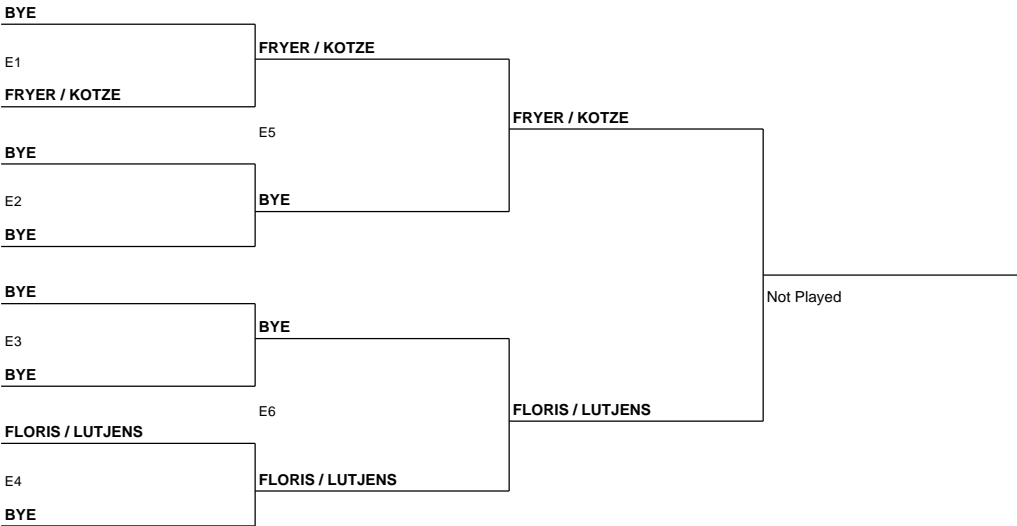 BYE
FRYER / KOTZE
E1
FRYER / KOTZE
FRYER / KOTZE
E5
BYE
E2
BYE
BYE
BYE
Not Played
BYE
E3
BYE
E6
FLORIS / LUTJENS
FLORIS / LUTJENS
E4
FLORIS / LUTJENS
BYE